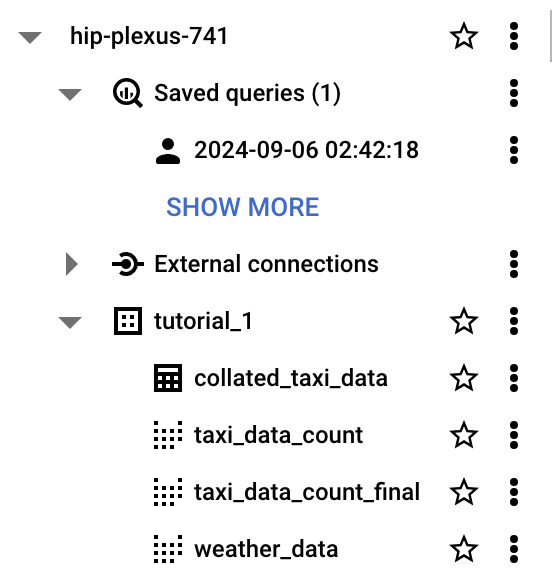 hip-plexus-741
Saved queries (1)
2024-09-06 02:42:18
SHOW MORE
External connections
tutorial_1
collated_taxi_data
taxi_data_count
taxi_data_count_final
weather_data